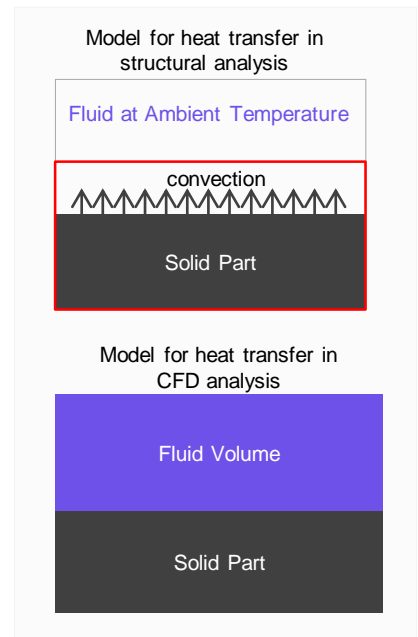 Model for heat transfer in
structural analysis
Fluid at Ambient Temperature
convection
Solid Part
Model for heat transfer in
CFD analysis
Fluid Volume
Solid Part